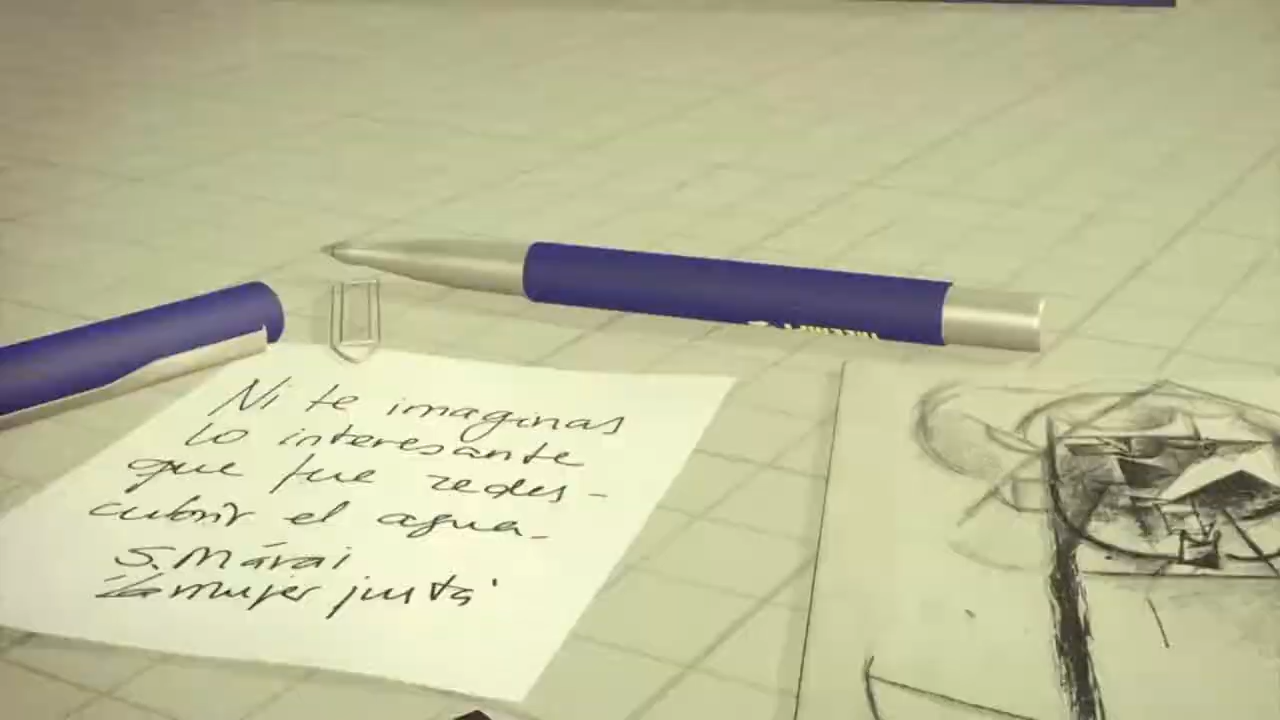 Ni te imaginas
lo interesante
que fue redes-
cubrir el agua.
S. Márai
"La mujer justa"